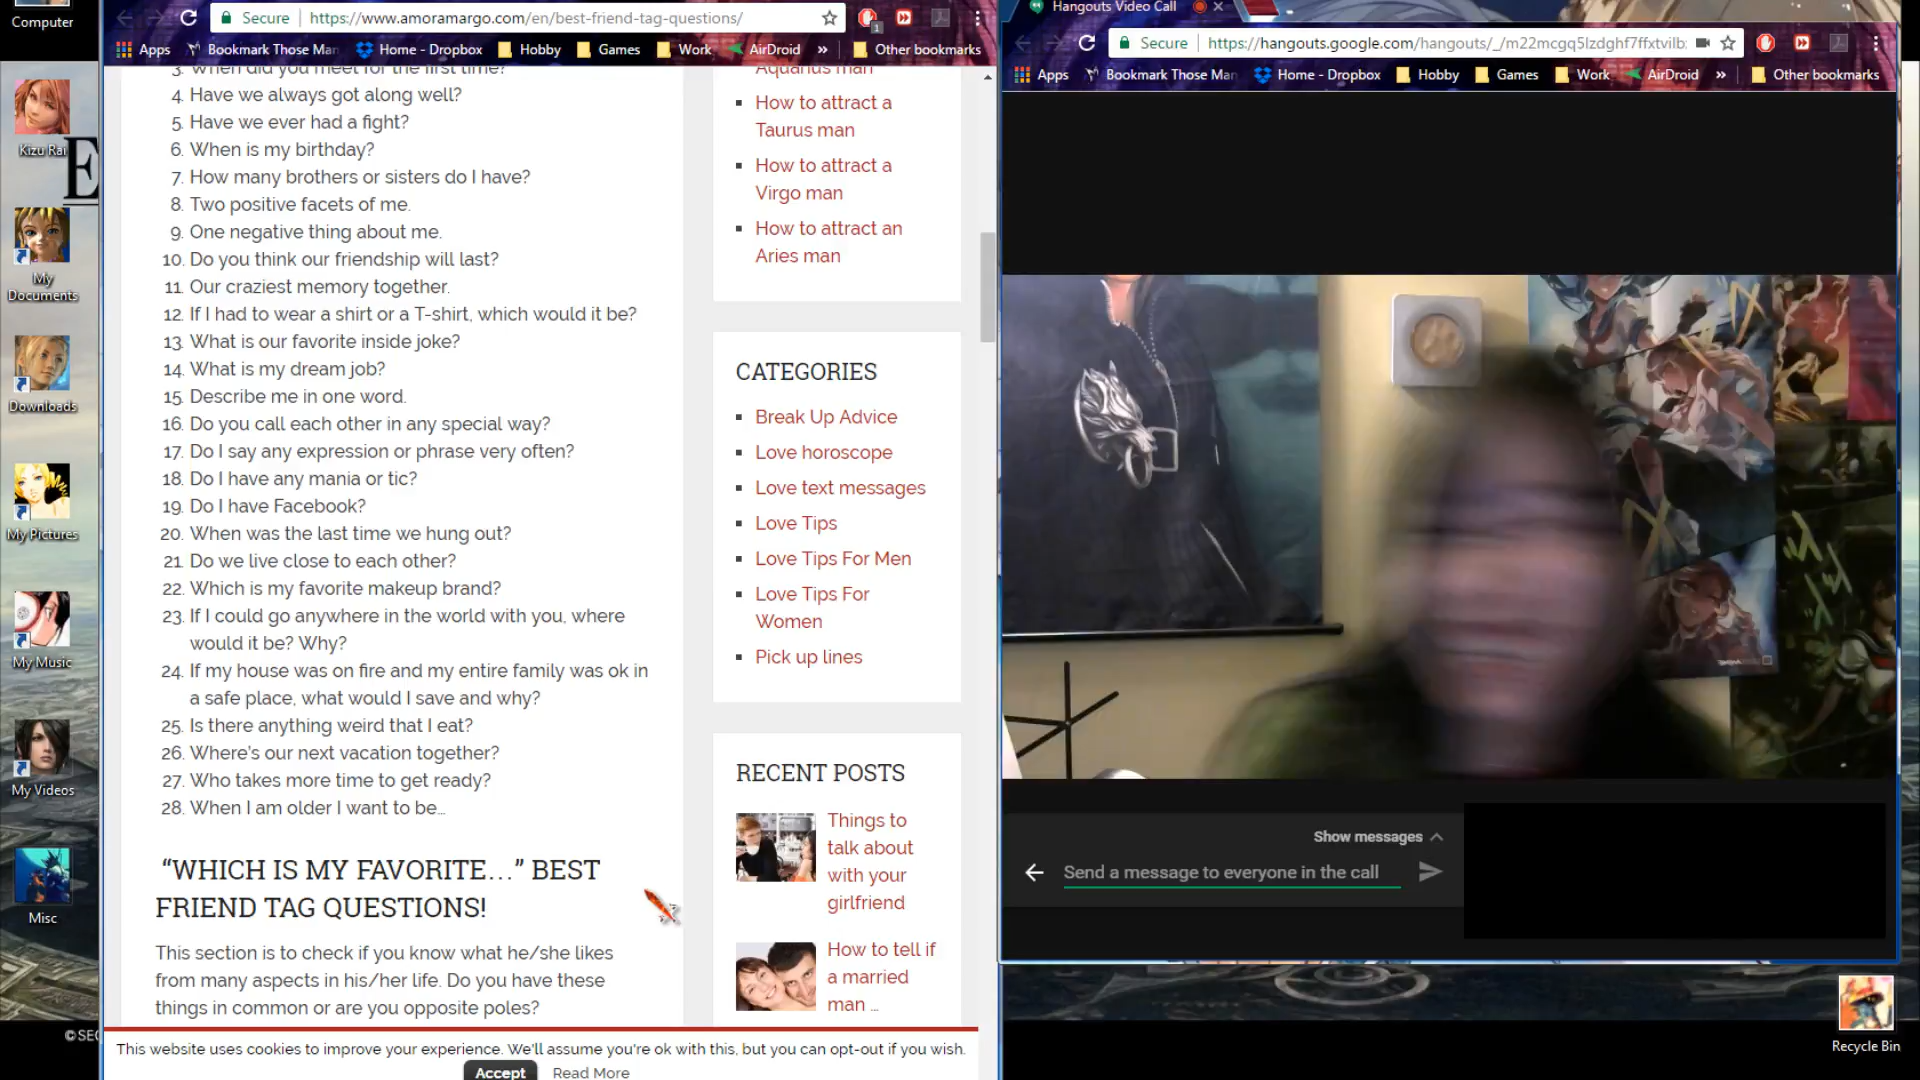 Computer
Kizu Rai
My Documents
Downloads
My Pictures
My Music
My Videos
Misc
E
Secure
https://www.amoramargo.com/en/best-friend-tag-questions/
1
Apps
Bookmark Those Man
Home - Dropbox
Hobby
Games
Work
AirDroid
»
Other bookmarks
3. When did you meet for the first time?
4. Have we always got along well?
5. Have we ever had a fight?
6. When is my birthday?
7. How many brothers or sisters do I have?
8. Two positive facets of me.
9. One negative thing about me.
10. Do you think our friendship will last?
11. Our craziest memory together.
12. If I had to wear a shirt or a T-shirt, which would it be?
13. What is our favorite inside joke?
14. What is my dream job?
15. Describe me in one word.
16. Do you call each other in any special way?
17. Do I say any expression or phrase very often?
18. Do I have any mania or tic?
19. Do I have Facebook?
20. When was the last time we hung out?
21. Do we live close to each other?
22. Which is my favorite makeup brand?
23. If I could go anywhere in the world with you, where
would it be? Why?
24. If my house was on fire and my entire family was ok in
a safe place, what would I save and why?
25. Is there anything weird that I eat?
26. Where's our next vacation together?
27. Who takes more time to get ready?
28. When I am older I want to be…
“WHICH IS MY FAVORITE…” BEST
FRIEND TAG QUESTIONS!
This section is to check if you know what he/she likes
from many aspects in his/her life. Do you have these
things in common or are you opposite poles?
Aquarius man
How to attract a
Taurus man
How to attract a
Virgo man
How to attract an
Aries man
CATEGORIES
Break Up Advice
Love horoscope
Love text messages
Love Tips
Love Tips For Men
Love Tips For
Women
Pick up lines
RECENT POSTS
Things to
talk about
with your
girlfriend
How to tell if
a married
man …
This website uses cookies to improve your experience. We'll assume you're ok with this, but you can opt-out if you wish.
Accept
Read More
Hangouts Video Call
Secure
https://hangouts.google.com/hangouts/_/m22mcgq5lzdghf7ffxtvilb
Apps
Bookmark Those Man
Home - Dropbox
Hobby
Games
Work
AirDroid
»
Other bookmarks
Show messages
Send a message to everyone in the call
Recycle Bin